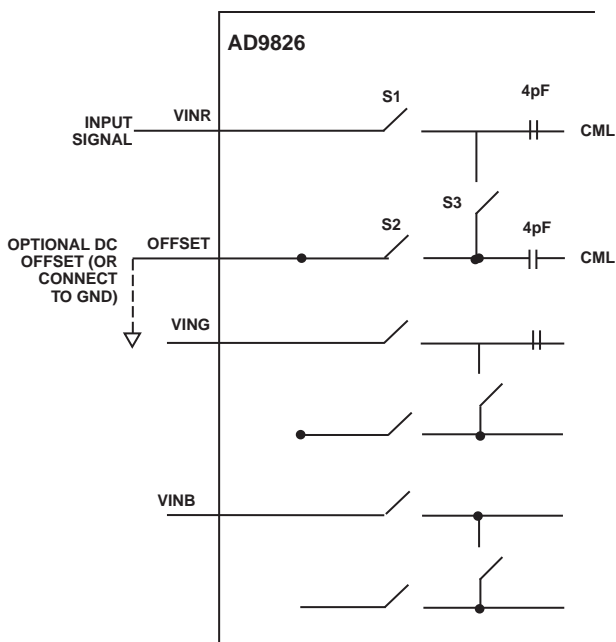 AD9826
4pF
S1
INPUT
SIGNAL
VINR
CML
S3
S2
4pF
OPTIONAL DC
OFFSET (OR
CONNECT
TO GND)
OFFSET
CML
VING
VINB